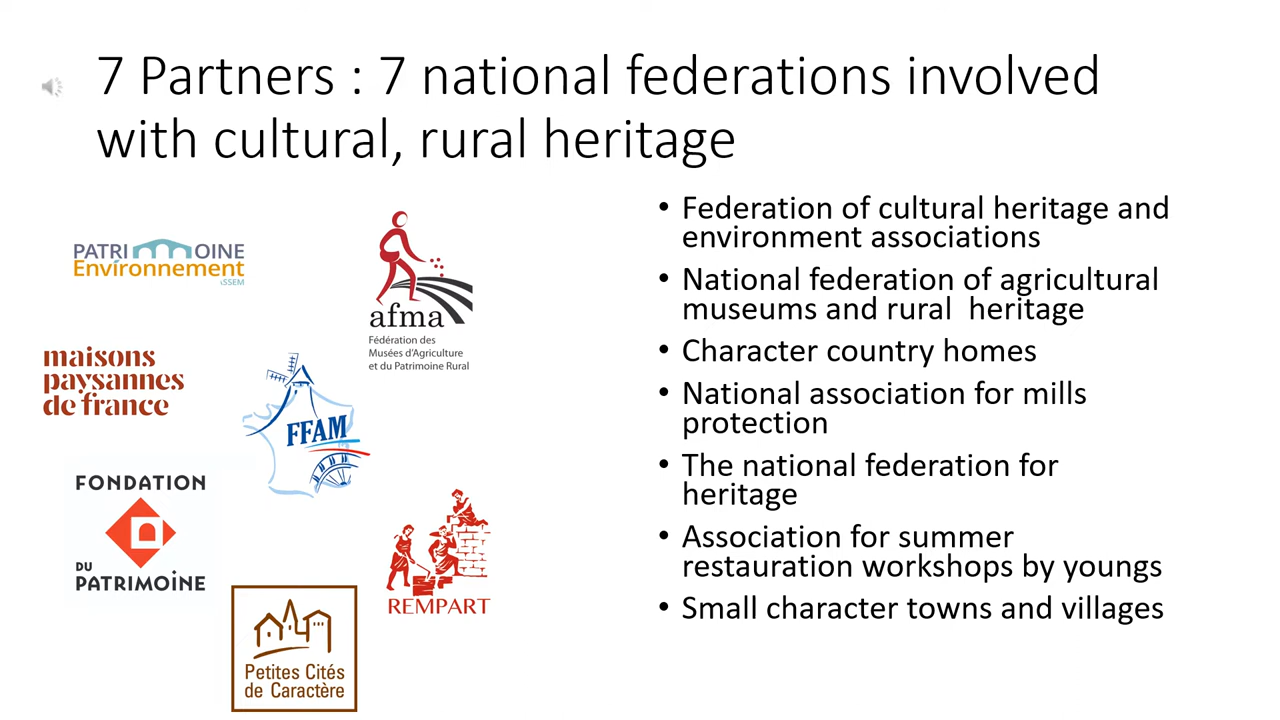 7 Partners : 7 national federations involved
with cultural, rural heritage
PATRIMOINE
Environnement
LSSEM
afma
Fédération des
Musées d'Agriculture
et du Patrimoine Rural
maisons
paysannes
de france
FFAM
FONDATION
DU
PATRIMOINE
REMPART
Petites Cités
de Caractère
• Federation of cultural heritage and
environment associations
• National federation of agricultural
museums and rural  heritage
• Character country homes
• National association for mills
protection
• The national federation for
heritage
• Association for summer
restauration workshops by youngs
• Small character towns and villages